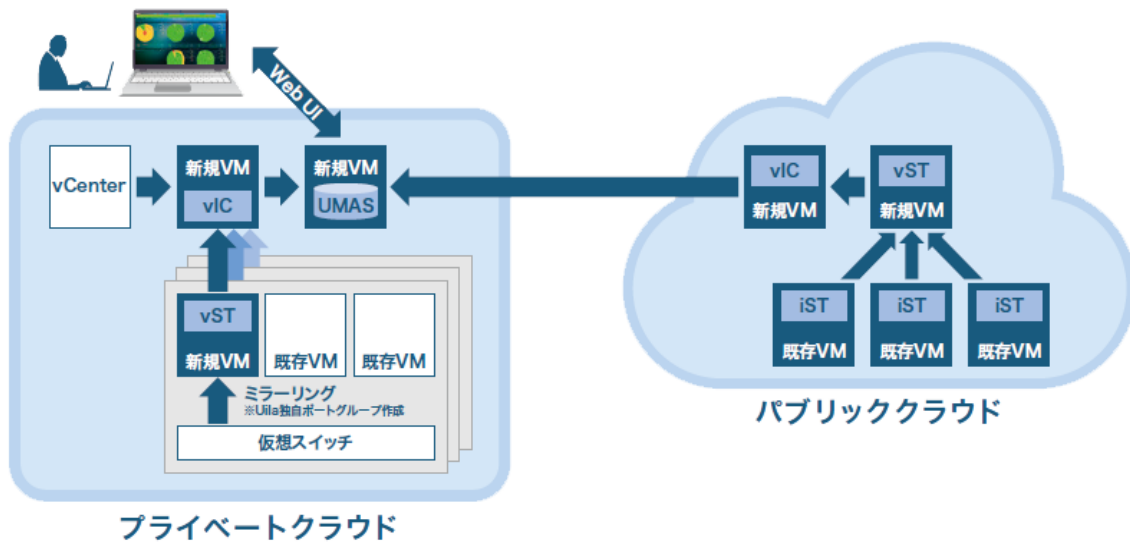 Web UI
vCenter
新規VM
vIC
新規VM
UMAS
vST
新規VM
既存VM
既存VM
ミラーリング
※Uila独自ポートグループ作成
仮想スイッチ
プライベートクラウド
vIC
新規VM
vST
新規VM
iST
既存VM
iST
既存VM
iST
既存VM
パブリッククラウド